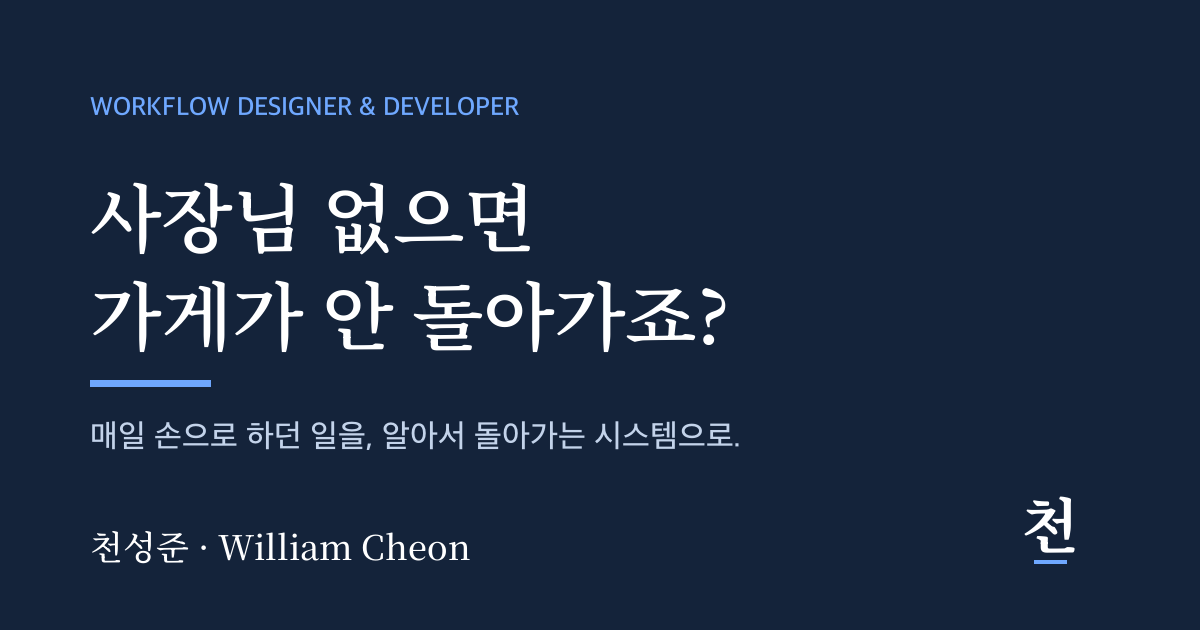 WORKFLOW DESIGNER & DEVELOPER
사장님 없으면
가게가 안 돌아가죠?
매일 손으로 하던 일을, 알아서 돌아가는 시스템으로.
천성준 · William Cheon
천